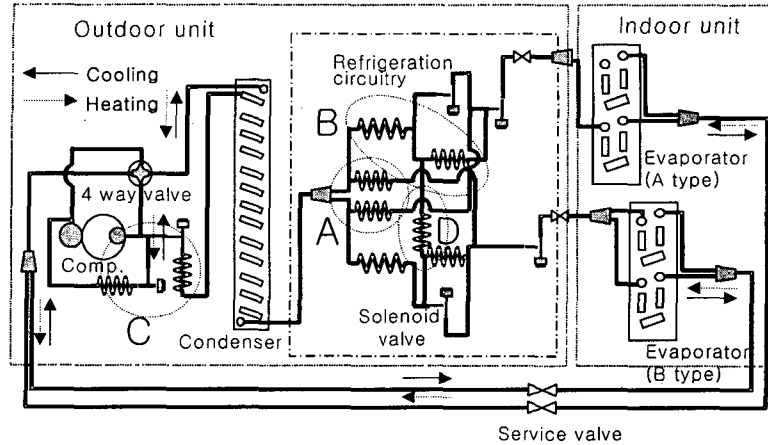 Outdoor unit
Indoor unit
Cooling
Heating
Refrigeration
circuitry
B
4 way valve
Comp.
A
D
C
Condenser
Solenoid
valve
Evaporator
(A type)
Evaporator
(B type)
Service valve